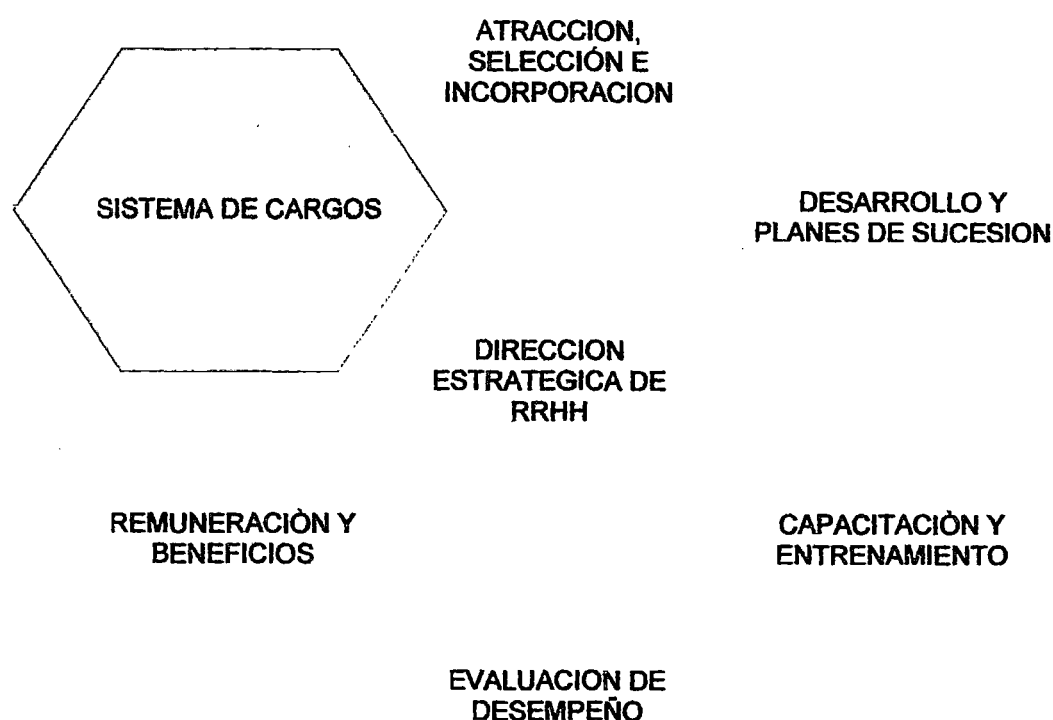 ATRACCION,
SELECCIÓN E
INCORPORACION
SISTEMA DE CARGOS
DESARROLLO Y
PLANES DE SUCESION
DIRECCION
ESTRATEGICA DE
RRHH
REMUNERACIÒN Y
BENEFICIOS
CAPACITACIÒN Y
ENTRENAMIENTO
EVALUACION DE
DESEMPEÑO